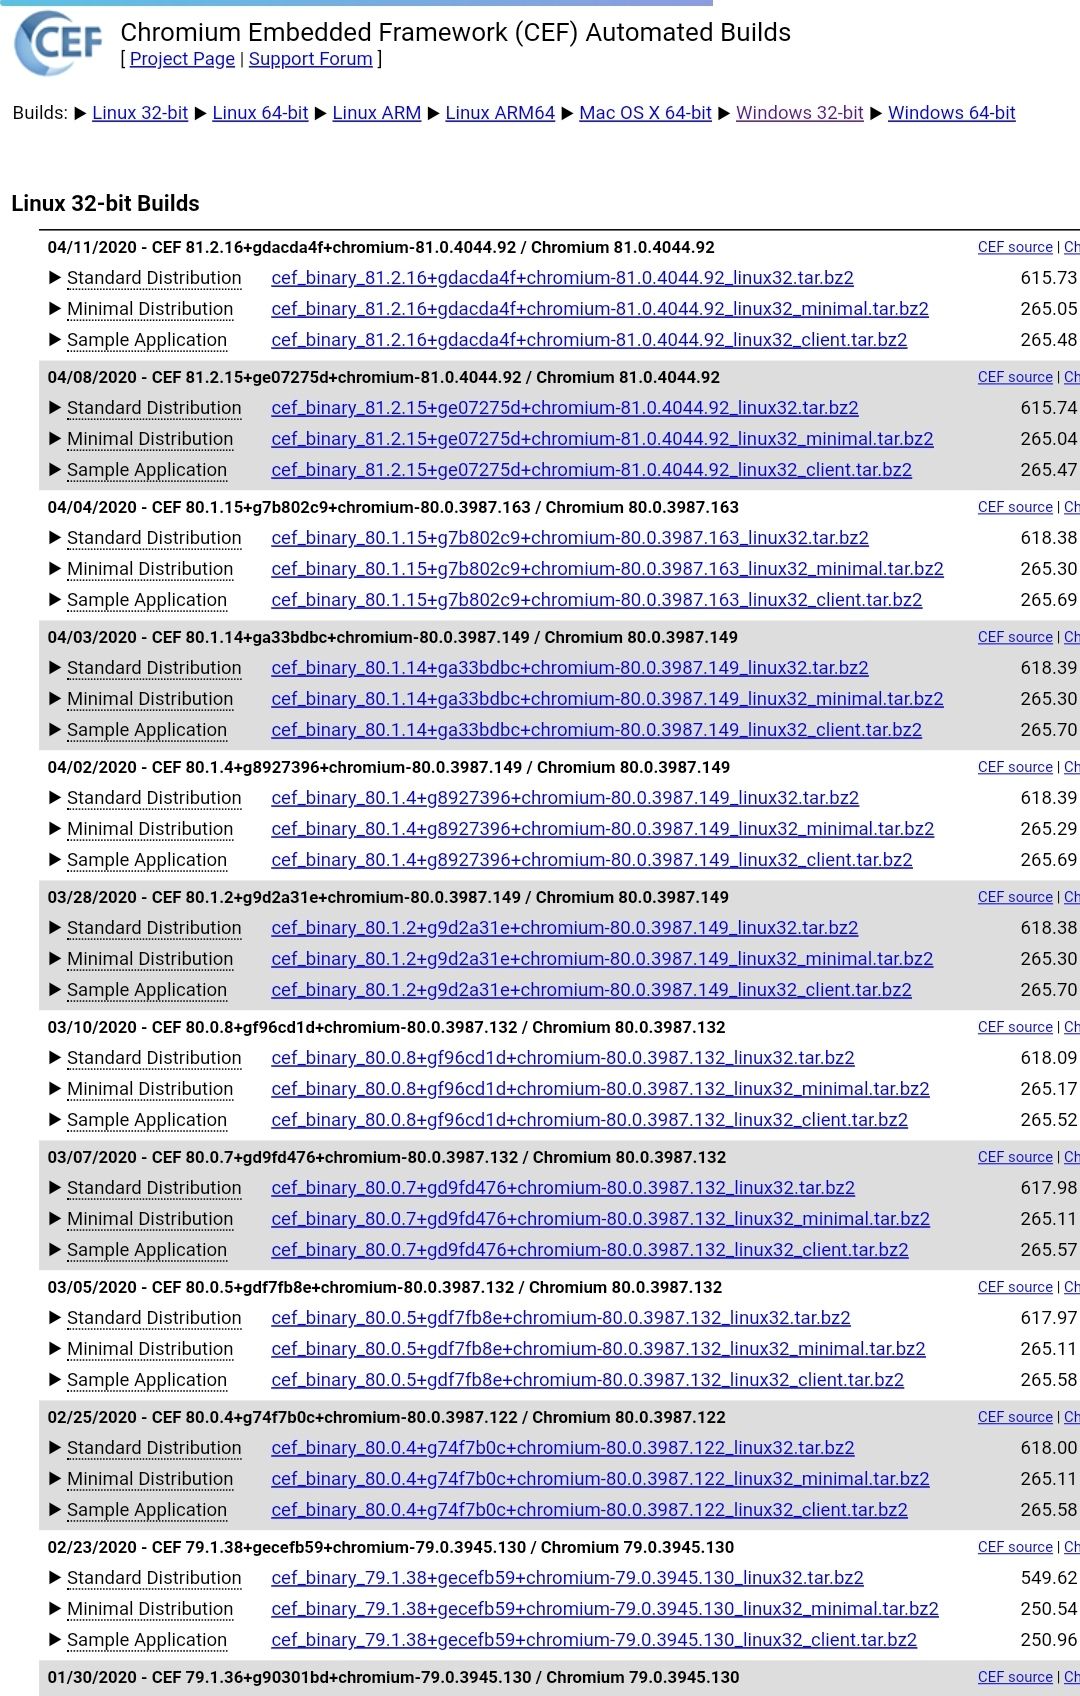 CEF
Chromium Embedded Framework (CEF) Automated Builds
[ Project Page | Support Forum ]
Builds: ▶ Linux 32-bit ▶ Linux 64-bit ▶ Linux ARM ▶ Linux ARM64 ▶ Mac OS X 64-bit ▶ Windows 32-bit ▶ Windows 64-bit
Linux 32-bit Builds
04/11/2020 - CEF 81.2.16+gdacda4f+chromium-81.0.4044.92 / Chromium 81.0.4044.92 CEF source | Ch
▶ Standard Distribution cef_binary_81.2.16+gdacda4f+chromium-81.0.4044.92_linux32.tar.bz2 615.73
▶ Minimal Distribution cef_binary_81.2.16+gdacda4f+chromium-81.0.4044.92_linux32_minimal.tar.bz2 265.05
▶ Sample Application cef_binary_81.2.16+gdacda4f+chromium-81.0.4044.92_linux32_client.tar.bz2 265.48
04/08/2020 - CEF 81.2.15+ge07275d+chromium-81.0.4044.92 / Chromium 81.0.4044.92 CEF source | Ch
▶ Standard Distribution cef_binary_81.2.15+ge07275d+chromium-81.0.4044.92_linux32.tar.bz2 615.74
▶ Minimal Distribution cef_binary_81.2.15+ge07275d+chromium-81.0.4044.92_linux32_minimal.tar.bz2 265.04
▶ Sample Application cef_binary_81.2.15+ge07275d+chromium-81.0.4044.92_linux32_client.tar.bz2 265.47
04/04/2020 - CEF 80.1.15+g7b802c9+chromium-80.0.3987.163 / Chromium 80.0.3987.163 CEF source | Ch
▶ Standard Distribution cef_binary_80.1.15+g7b802c9+chromium-80.0.3987.163_linux32.tar.bz2 618.38
▶ Minimal Distribution cef_binary_80.1.15+g7b802c9+chromium-80.0.3987.163_linux32_minimal.tar.bz2 265.30
▶ Sample Application cef_binary_80.1.15+g7b802c9+chromium-80.0.3987.163_linux32_client.tar.bz2 265.69
04/03/2020 - CEF 80.1.14+ga33bdbc+chromium-80.0.3987.149 / Chromium 80.0.3987.149 CEF source | Ch
▶ Standard Distribution cef_binary_80.1.14+ga33bdbc+chromium-80.0.3987.149_linux32.tar.bz2 618.39
▶ Minimal Distribution cef_binary_80.1.14+ga33bdbc+chromium-80.0.3987.149_linux32_minimal.tar.bz2 265.30
▶ Sample Application cef_binary_80.1.14+ga33bdbc+chromium-80.0.3987.149_linux32_client.tar.bz2 265.70
04/02/2020 - CEF 80.1.4+g8927396+chromium-80.0.3987.149 / Chromium 80.0.3987.149 CEF source | Ch
▶ Standard Distribution cef_binary_80.1.4+g8927396+chromium-80.0.3987.149_linux32.tar.bz2 618.39
▶ Minimal Distribution cef_binary_80.1.4+g8927396+chromium-80.0.3987.149_linux32_minimal.tar.bz2 265.29
▶ Sample Application cef_binary_80.1.4+g8927396+chromium-80.0.3987.149_linux32_client.tar.bz2 265.69
03/28/2020 - CEF 80.1.2+g9d2a31e+chromium-80.0.3987.149 / Chromium 80.0.3987.149 CEF source | Ch
▶ Standard Distribution cef_binary_80.1.2+g9d2a31e+chromium-80.0.3987.149_linux32.tar.bz2 618.38
▶ Minimal Distribution cef_binary_80.1.2+g9d2a31e+chromium-80.0.3987.149_linux32_minimal.tar.bz2 265.30
▶ Sample Application cef_binary_80.1.2+g9d2a31e+chromium-80.0.3987.149_linux32_client.tar.bz2 265.70
03/10/2020 - CEF 80.0.8+gf96cd1d+chromium-80.0.3987.132 / Chromium 80.0.3987.132 CEF source | Ch
▶ Standard Distribution cef_binary_80.0.8+gf96cd1d+chromium-80.0.3987.132_linux32.tar.bz2 618.09
▶ Minimal Distribution cef_binary_80.0.8+gf96cd1d+chromium-80.0.3987.132_linux32_minimal.tar.bz2 265.17
▶ Sample Application cef_binary_80.0.8+gf96cd1d+chromium-80.0.3987.132_linux32_client.tar.bz2 265.52
03/07/2020 - CEF 80.0.7+gd9fd476+chromium-80.0.3987.132 / Chromium 80.0.3987.132 CEF source | Ch
▶ Standard Distribution cef_binary_80.0.7+gd9fd476+chromium-80.0.3987.132_linux32.tar.bz2 617.98
▶ Minimal Distribution cef_binary_80.0.7+gd9fd476+chromium-80.0.3987.132_linux32_minimal.tar.bz2 265.11
▶ Sample Application cef_binary_80.0.7+gd9fd476+chromium-80.0.3987.132_linux32_client.tar.bz2 265.57
03/05/2020 - CEF 80.0.5+gdf7fb8e+chromium-80.0.3987.132 / Chromium 80.0.3987.132 CEF source | Ch
▶ Standard Distribution cef_binary_80.0.5+gdf7fb8e+chromium-80.0.3987.132_linux32.tar.bz2 617.97
▶ Minimal Distribution cef_binary_80.0.5+gdf7fb8e+chromium-80.0.3987.132_linux32_minimal.tar.bz2 265.11
▶ Sample Application cef_binary_80.0.5+gdf7fb8e+chromium-80.0.3987.132_linux32_client.tar.bz2 265.58
02/25/2020 - CEF 80.0.4+g74f7b0c+chromium-80.0.3987.122 / Chromium 80.0.3987.122 CEF source | Ch
▶ Standard Distribution cef_binary_80.0.4+g74f7b0c+chromium-80.0.3987.122_linux32.tar.bz2 618.00
▶ Minimal Distribution cef_binary_80.0.4+g74f7b0c+chromium-80.0.3987.122_linux32_minimal.tar.bz2 265.11
▶ Sample Application cef_binary_80.0.4+g74f7b0c+chromium-80.0.3987.122_linux32_client.tar.bz2 265.58
02/23/2020 - CEF 79.1.38+gecefb59+chromium-79.0.3945.130 / Chromium 79.0.3945.130 CEF source | Ch
▶ Standard Distribution cef_binary_79.1.38+gecefb59+chromium-79.0.3945.130_linux32.tar.bz2 549.62
▶ Minimal Distribution cef_binary_79.1.38+gecefb59+chromium-79.0.3945.130_linux32_minimal.tar.bz2 250.54
▶ Sample Application cef_binary_79.1.38+gecefb59+chromium-79.0.3945.130_linux32_client.tar.bz2 250.96
01/30/2020 - CEF 79.1.36+g90301bd+chromium-79.0.3945.130 / Chromium 79.0.3945.130 CEF source | Ch